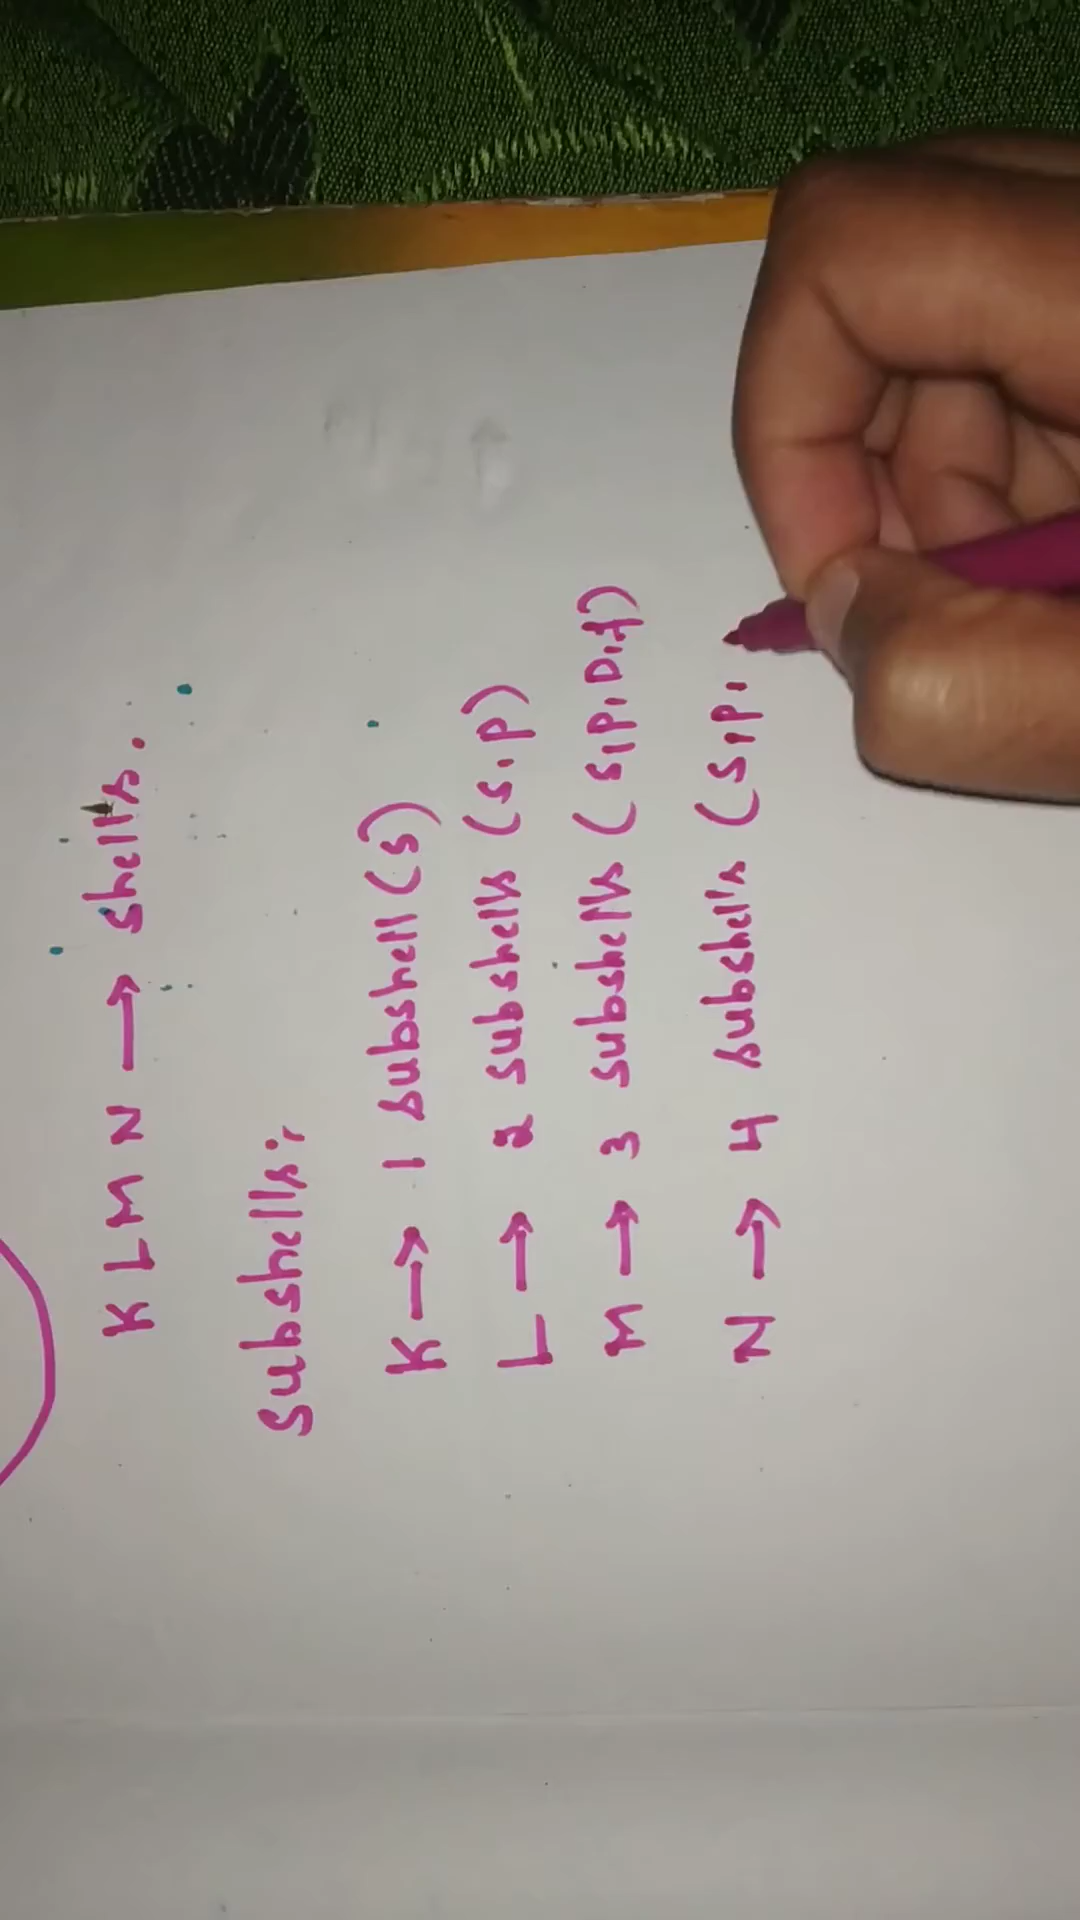 K L M N → shells.
Subshells:
K → 1 subshell (s)
L → 2 subshells (s, p)
M → 3 subshells (s, p, D, f)
N → 4 subshells (s, p,